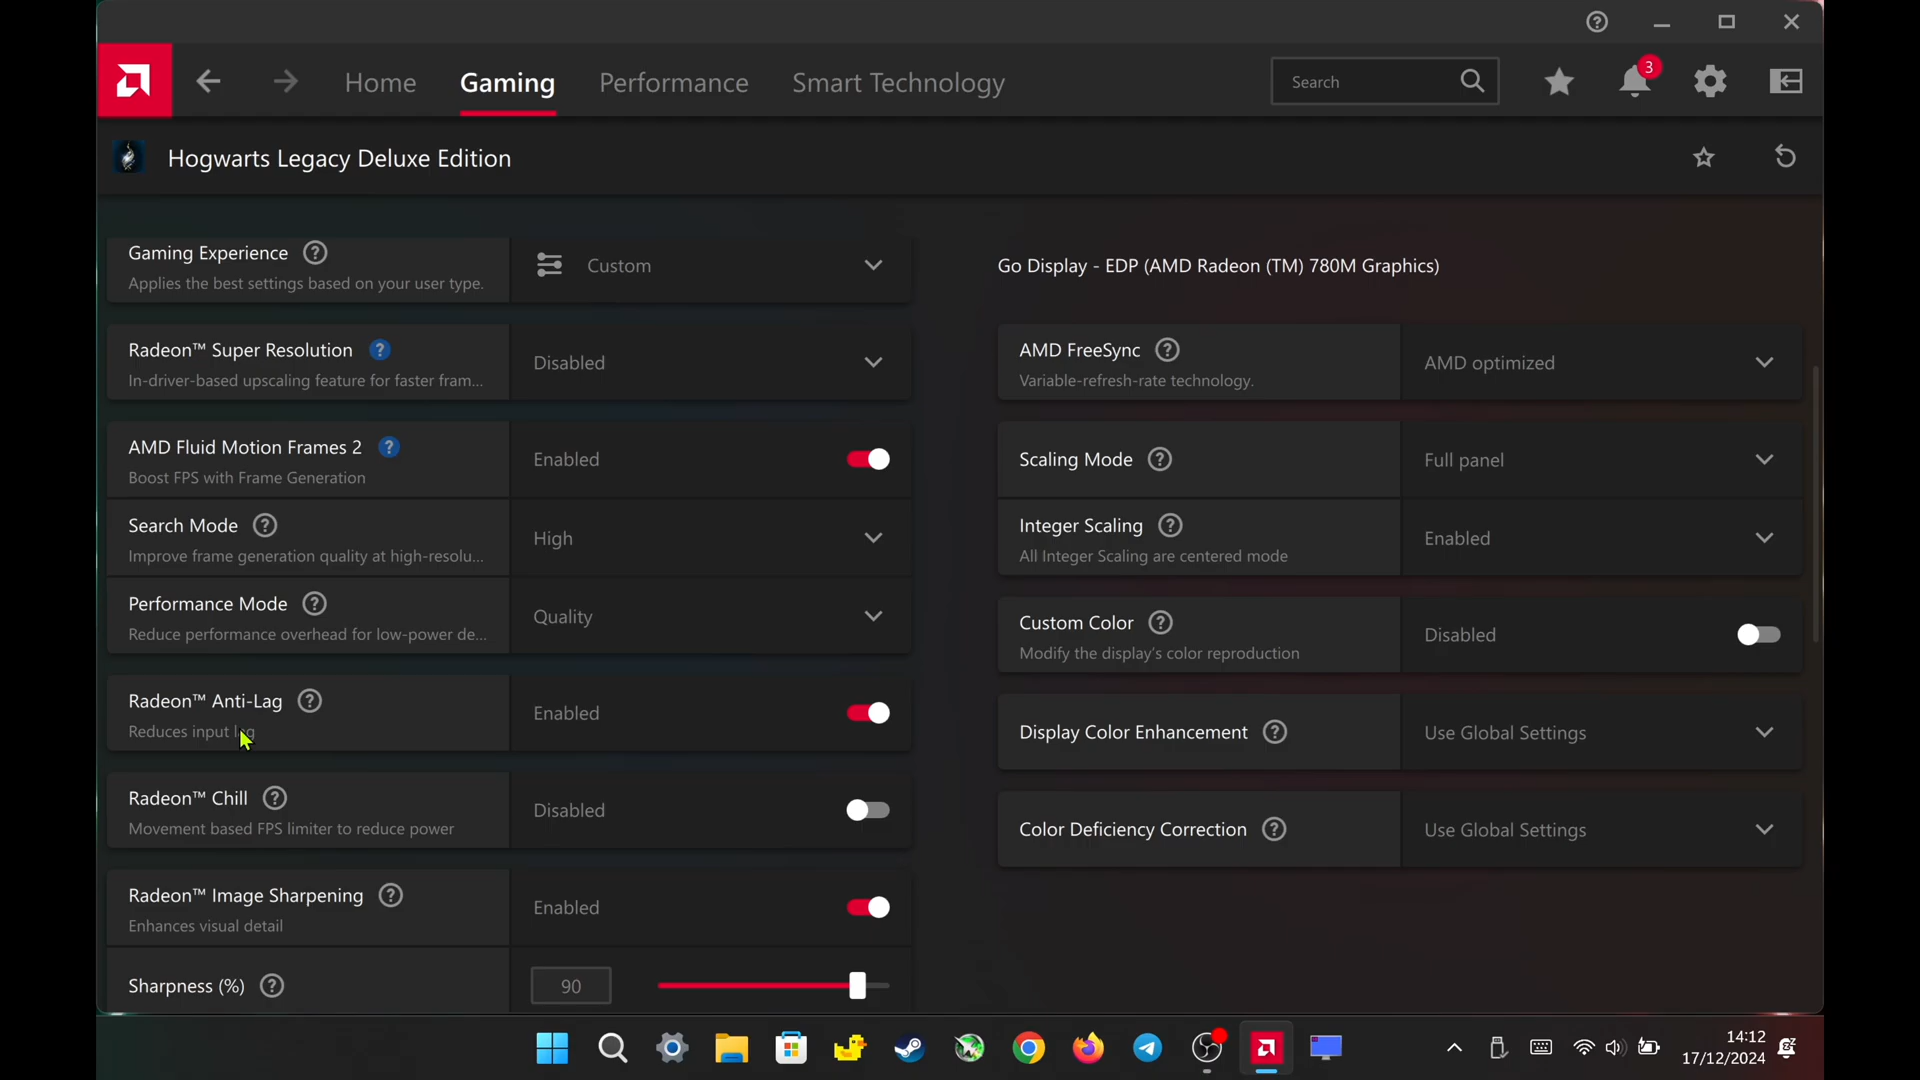 Home
Gaming
Performance
Smart Technology
Search
3
Hogwarts Legacy Deluxe Edition
Gaming Experience ?
Applies the best settings based on your user type.
Custom
Radeon™ Super Resolution ?
In-driver-based upscaling feature for faster fram...
Disabled
AMD Fluid Motion Frames 2 ?
Boost FPS with Frame Generation
Enabled
Search Mode ?
Improve frame generation quality at high-resolu...
High
Performance Mode ?
Reduce performance overhead for low-power de...
Quality
Radeon™ Anti-Lag ?
Reduces input lag
Enabled
Radeon™ Chill ?
Movement based FPS limiter to reduce power
Disabled
Radeon™ Image Sharpening ?
Enhances visual detail
Enabled
Sharpness (%) ?
90
Go Display - EDP (AMD Radeon (TM) 780M Graphics)
AMD FreeSync ?
Variable-refresh-rate technology.
AMD optimized
Scaling Mode ?
Full panel
Integer Scaling ?
All Integer Scaling are centered mode
Enabled
Custom Color ?
Modify the display's color reproduction
Disabled
Display Color Enhancement ?
Use Global Settings
Color Deficiency Correction ?
Use Global Settings
14:12
17/12/2024